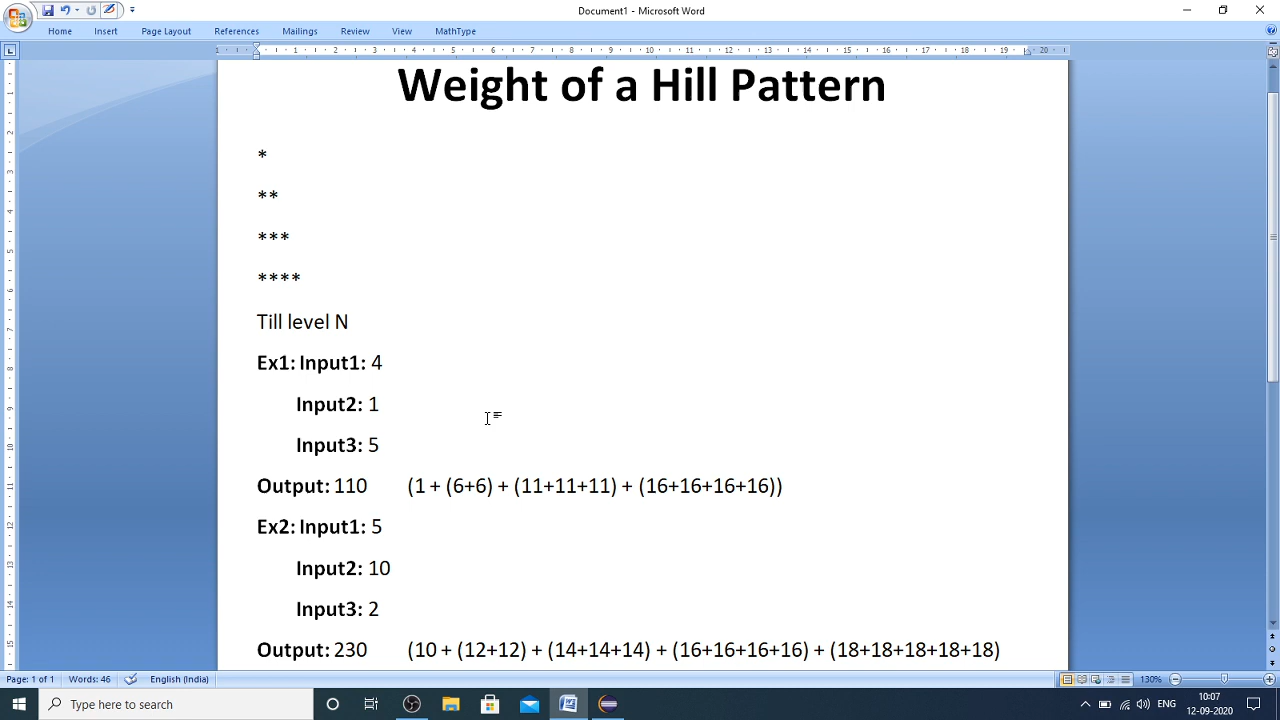 Document1 - Microsoft Word
Home Insert Page Layout References Mailings Review View MathType
Weight of a Hill Pattern
*
**
***
****
Till level N
Ex1: Input1: 4
Input2: 1
Input3: 5
Output: 110 (1 + (6+6) + (11+11+11) + (16+16+16+16))
Ex2: Input1: 5
Input2: 10
Input3: 2
Output: 230 (10 + (12+12) + (14+14+14) + (16+16+16+16) + (18+18+18+18+18)
Page: 1 of 1 Words: 46 English (India) 130%
Type here to search ENG 10:07
12-09-2020